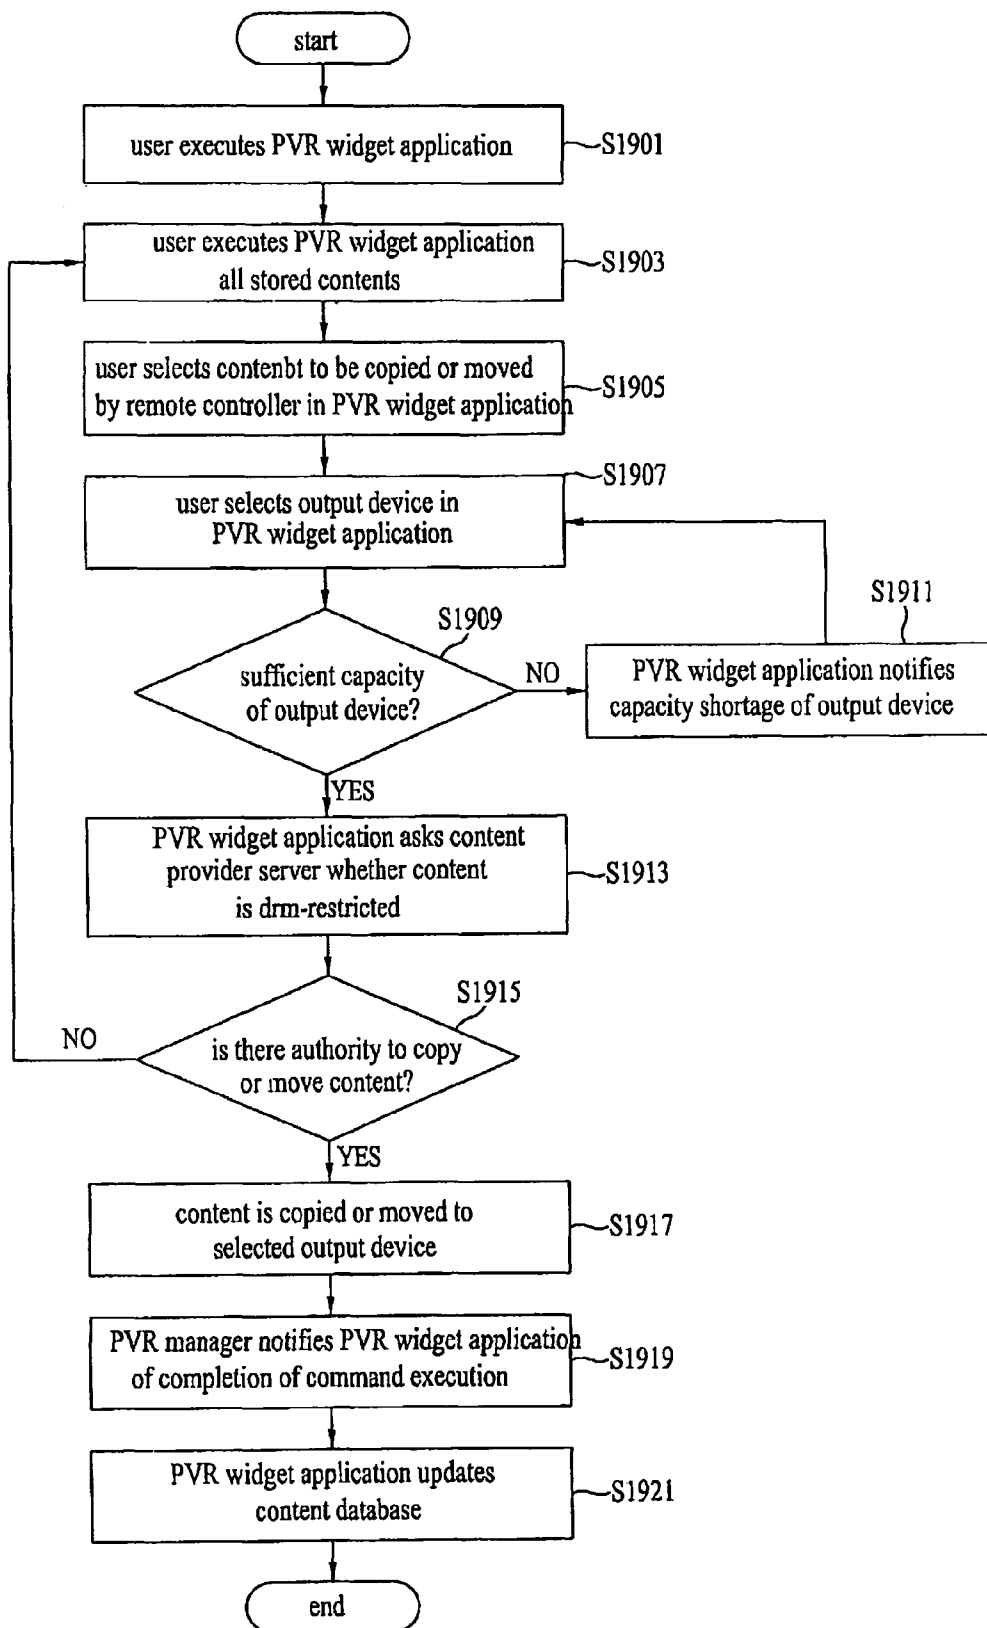 start
user executes PVR widget application
S1901
user executes PVR widget application
all stored contents
S1903
user selects contenbt to be copied or moved
by remote controller in PVR widget application
S1905
S1907
user selects output device in
PVR widget application
S1909
sufficient capacity
of output device?
NO
S1911
PVR widget application notifies
capacity shortage of output device
YES
PVR widget application asks content
provider server whether content
is drm-restricted
S1913
S1915
NO
is there authority to copy
or move content?
YES
content is copied or moved to
selected output device
S1917
PVR manager notifies PVR widget application
of completion of command execution
S1919
PVR widget application updates
content database
S1921
end